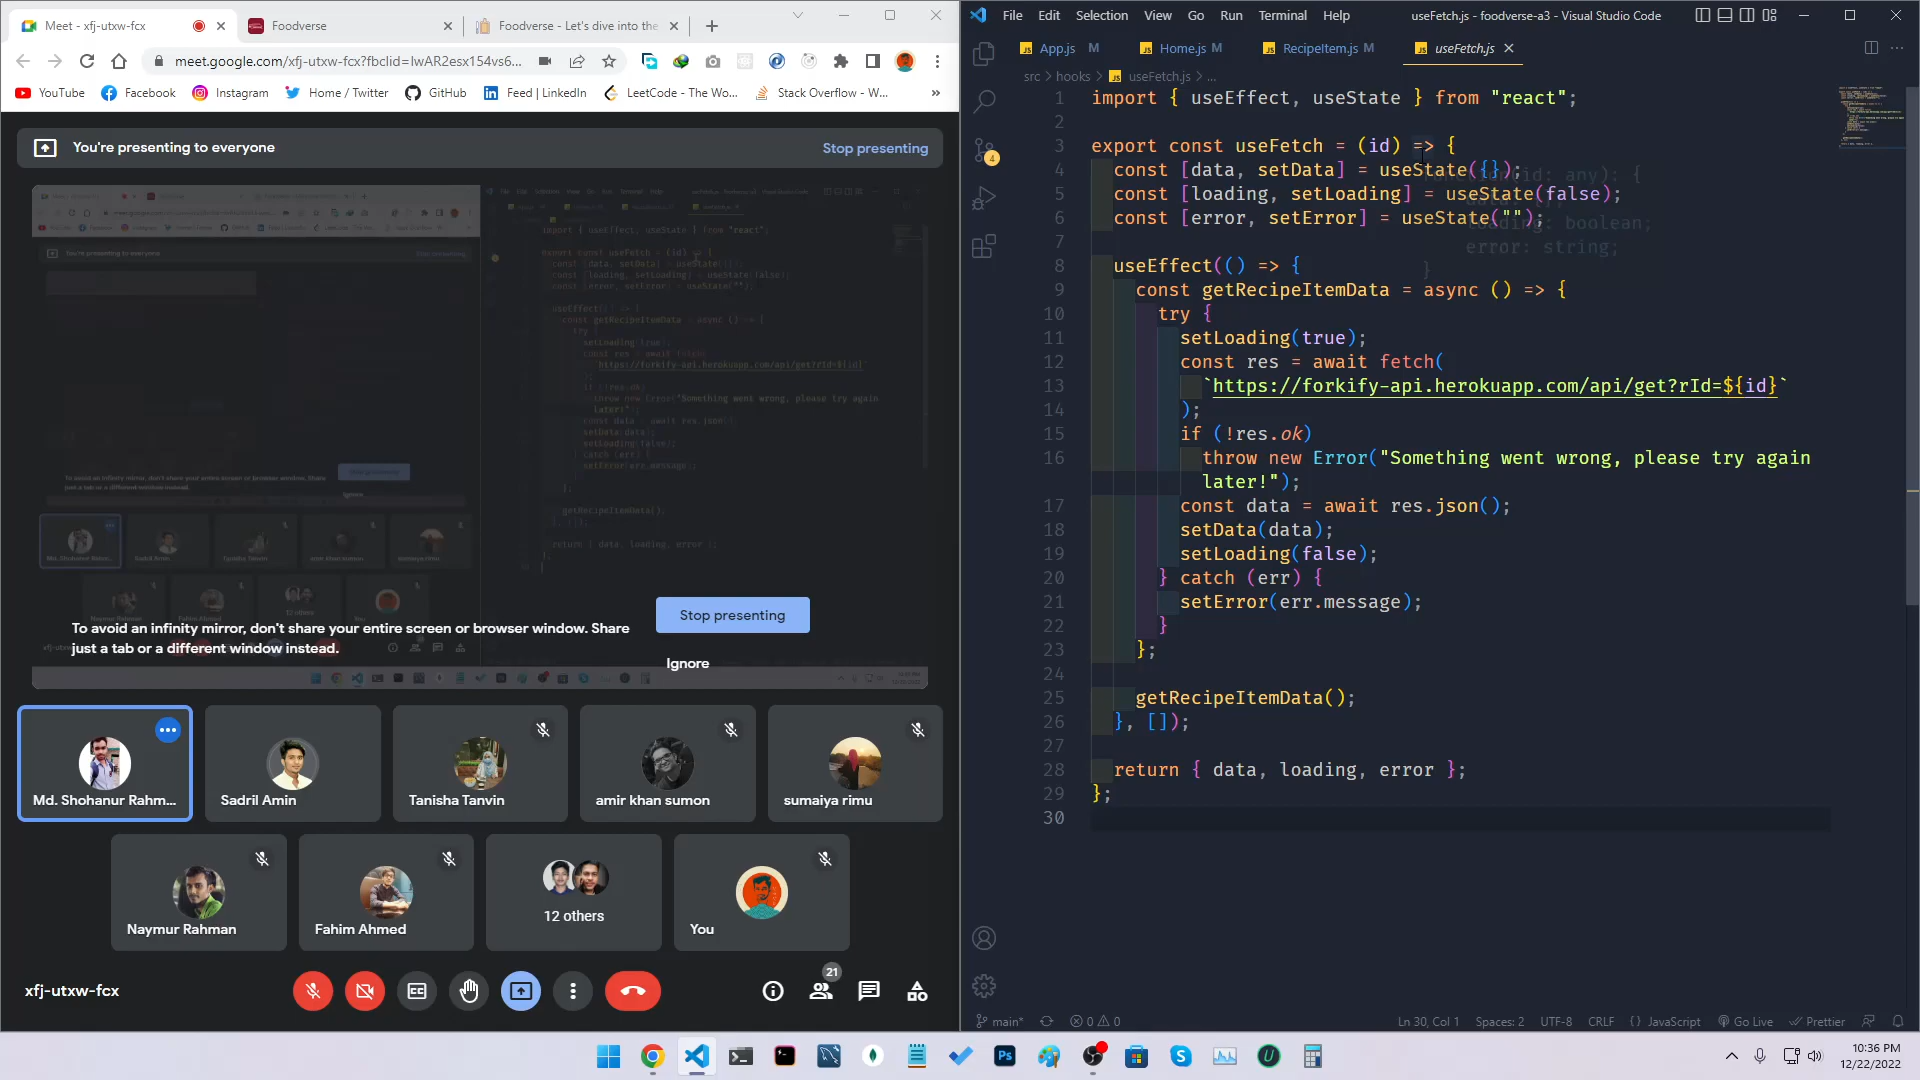 Meet - xfj-utxw-fcx
Foodverse
Foodverse - Let's dive into the
meet.google.com/xfj-utxw-fcx?fbclid=IwAR2esx154vs6...
YouTube
Facebook
Instagram
Home / Twitter
GitHub
Feed | LinkedIn
LeetCode - The Wo...
Stack Overflow - W...
You're presenting to everyone
Stop presenting
To avoid an infinity mirror, don't share your entire screen or browser window. Share
just a tab or a different window instead.
Stop presenting
Ignore
Md. Shohanur Rahm...
Sadril Amin
Tanisha Tanvin
amir khan sumon
sumaiya rimu
Naymur Rahman
Fahim Ahmed
12 others
You
xfj-utxw-fcx
21
File Edit Selection View Go Run Terminal Help
useFetch.js - foodverse-a3 - Visual Studio Code
App.js M
Home.js M
RecipeItem.js M
useFetch.js
src > hooks > useFetch.js > ...
4
1 import { useEffect, useState } from "react";
2
3 export const useFetch = (id) => {
4 const [data, setData] = useState({});
5 const [loading, setLoading] = useState(false);
6 const [error, setError] = useState("");
7
8 useEffect(() => {
9 const getRecipeItemData = async () => {
10 try {
11 setLoading(true);
12 const res = await fetch(
13 `https://forkify-api.herokuapp.com/api/get?rId=${id}`
14 );
15 if (!res.ok)
16 throw new Error("Something went wrong, please try again
later!");
17 const data = await res.json();
18 setData(data);
19 setLoading(false);
20 } catch (err) {
21 setError(err.message);
22 }
23 };
24
25 getRecipeItemData();
26 }, []);
27
28 return { data, loading, error };
29 };
30
main*
0 0
Ln 30, Col 1
Spaces: 2
UTF-8
CRLF
{} JavaScript
Go Live
Prettier
10:36 PM
12/22/2022